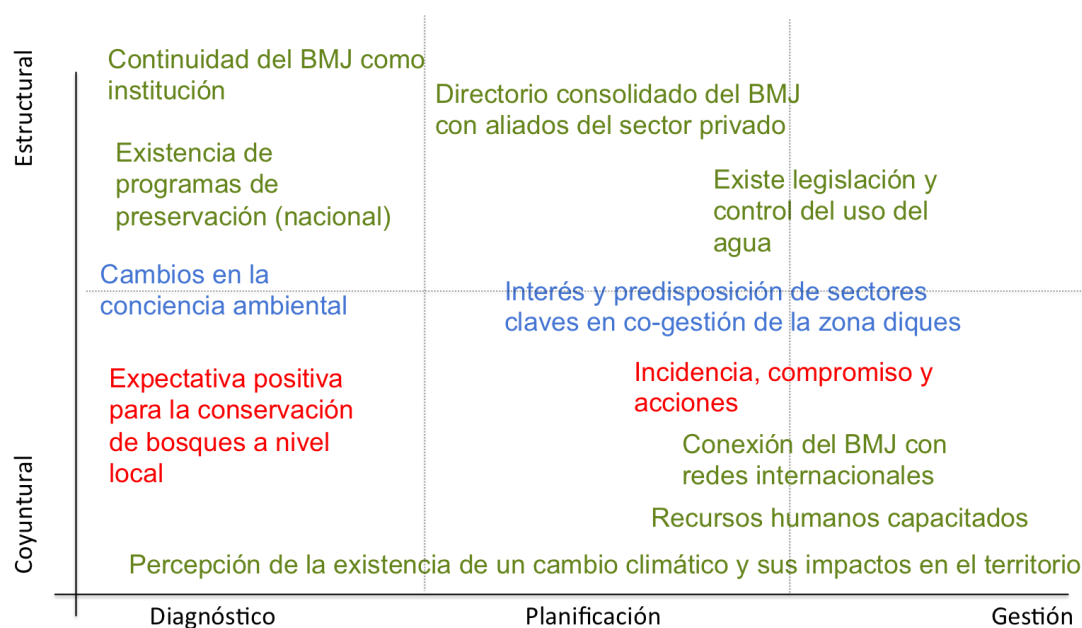 Estructural
Continuidad del BMJ como
institución
Directorio consolidado del BMJ
con aliados del sector privado
Existencia de
programas de
preservación (nacional)
Existe legislación y
control del uso del
agua
Cambios en la
conciencia ambiental
Interés y predisposición de sectores
claves en co-gestión de la zona diques
Expectativa positiva
para la conservación
de bosques a nivel
local
Incidencia, compromiso y
acciones
Conexión del BMJ con
redes internacionales
Recursos humanos capacitados
Coyuntural
Percepción de la existencia de un cambio climático y sus impactos en el territorio
Diagnóstico
Planificación
Gestión